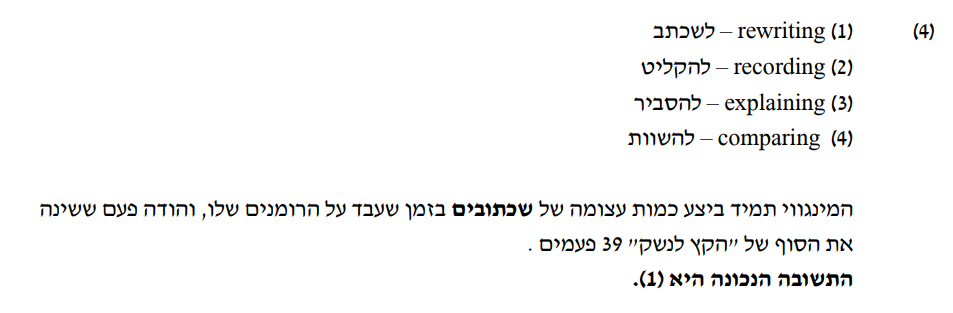 (4) (1) rewriting – לשכתב
(2) recording – להקליט
(3) explaining – להסביר
(4) comparing – להשוות
המינגווי תמיד ביצע כמות עצומה של שכתובים בזמן שעבד על הרומנים שלו, והודה פעם ששינה
את הסוף של "הקץ לנשק" 39 פעמים .
התשובה הנכונה היא (1).